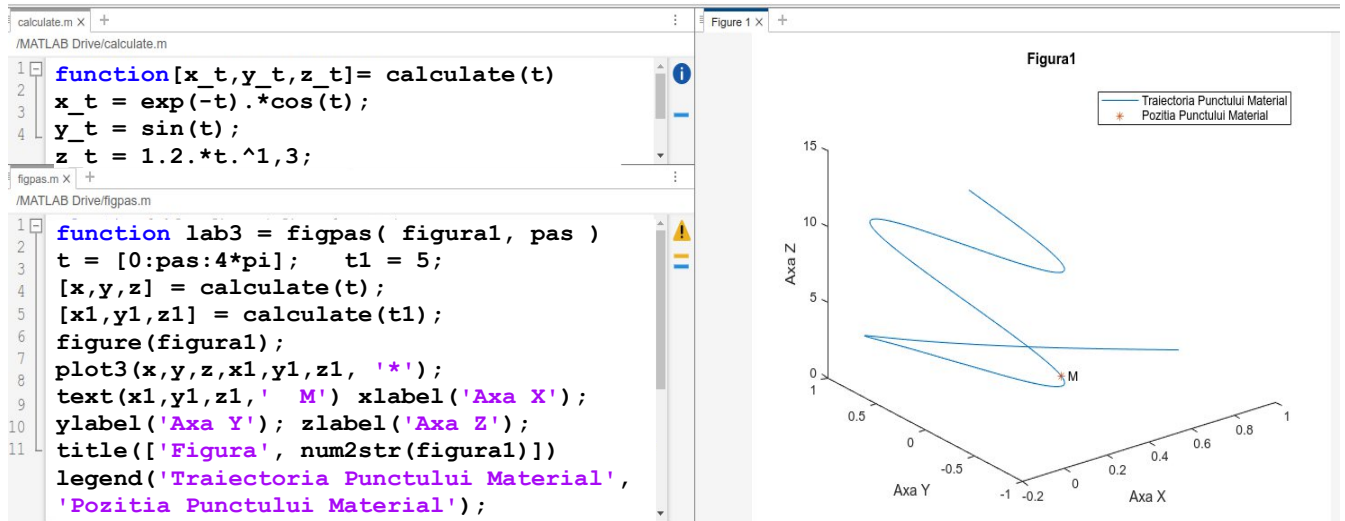 calculate.m × +
/MATLAB Drive/calculate.m
1 function[x_t,y_t,z_t]= calculate(t)
2 x_t = exp(-t).*cos(t);
3 y_t = sin(t);
4 z_t = 1.2.*t.^1,3;
figpas.m × +
/MATLAB Drive/figpas.m
1 function lab3 = figpas( figura1, pas )
2 t = [0:pas:4*pi];   t1 = 5;
3 [x,y,z] = calculate(t);
4 [x1,y1,z1] = calculate(t1);
5 figure(figura1);
6 plot3(x,y,z,x1,y1,z1, '*');
7 text(x1,y1,z1,'  M') xlabel('Axa X');
8 ylabel('Axa Y'); zlabel('Axa Z');
9 title(['Figura', num2str(figura1)])
10 legend('Traiectoria Punctului Material',
11 'Pozitia Punctului Material');
Figure 1 × +
Figura1
Traiectoria Punctului Material
Pozitia Punctului Material
15
10
5
0
Axa Z
M
1
0.5
0
-0.5
-1
Axa Y
-0.2
0
0.2
0.4
0.6
0.8
1
Axa X